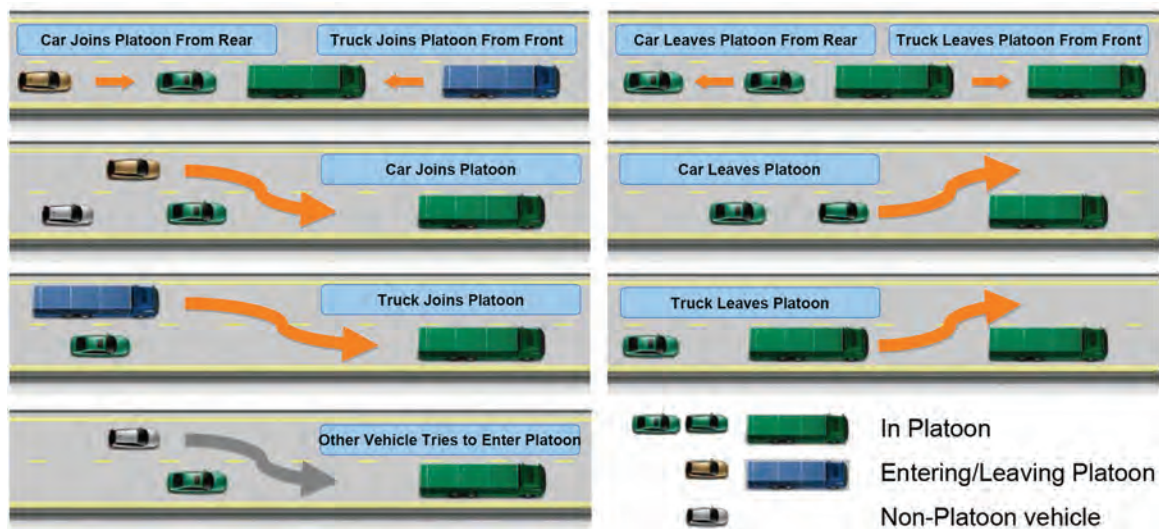 Car Joins Platoon From Rear
Truck Joins Platoon From Front
Car Leaves Platoon From Rear
Truck Leaves Platoon From Front
Car Joins Platoon
Car Leaves Platoon
Truck Joins Platoon
Truck Leaves Platoon
Other Vehicle Tries to Enter Platoon
In Platoon
Entering/Leaving Platoon
Non-Platoon vehicle